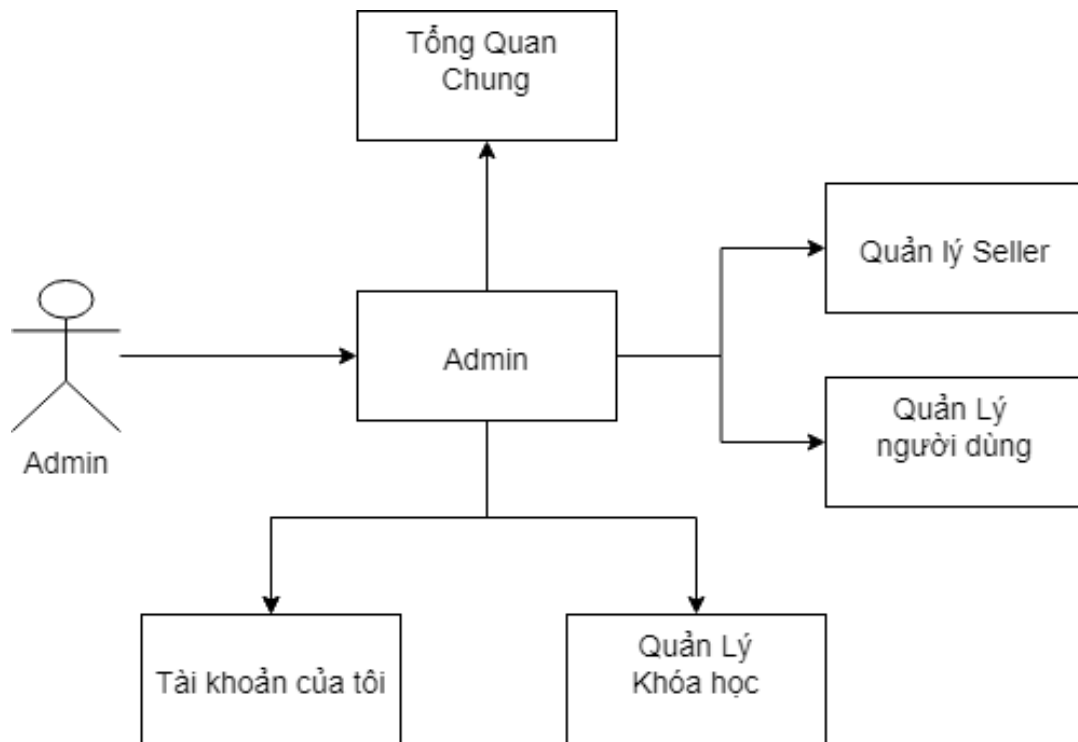 Tổng Quan
Chung
Quản lý Seller
Admin
Quản Lý
người dùng
Admin
Tài khoản của tôi
Quản Lý
Khóa học